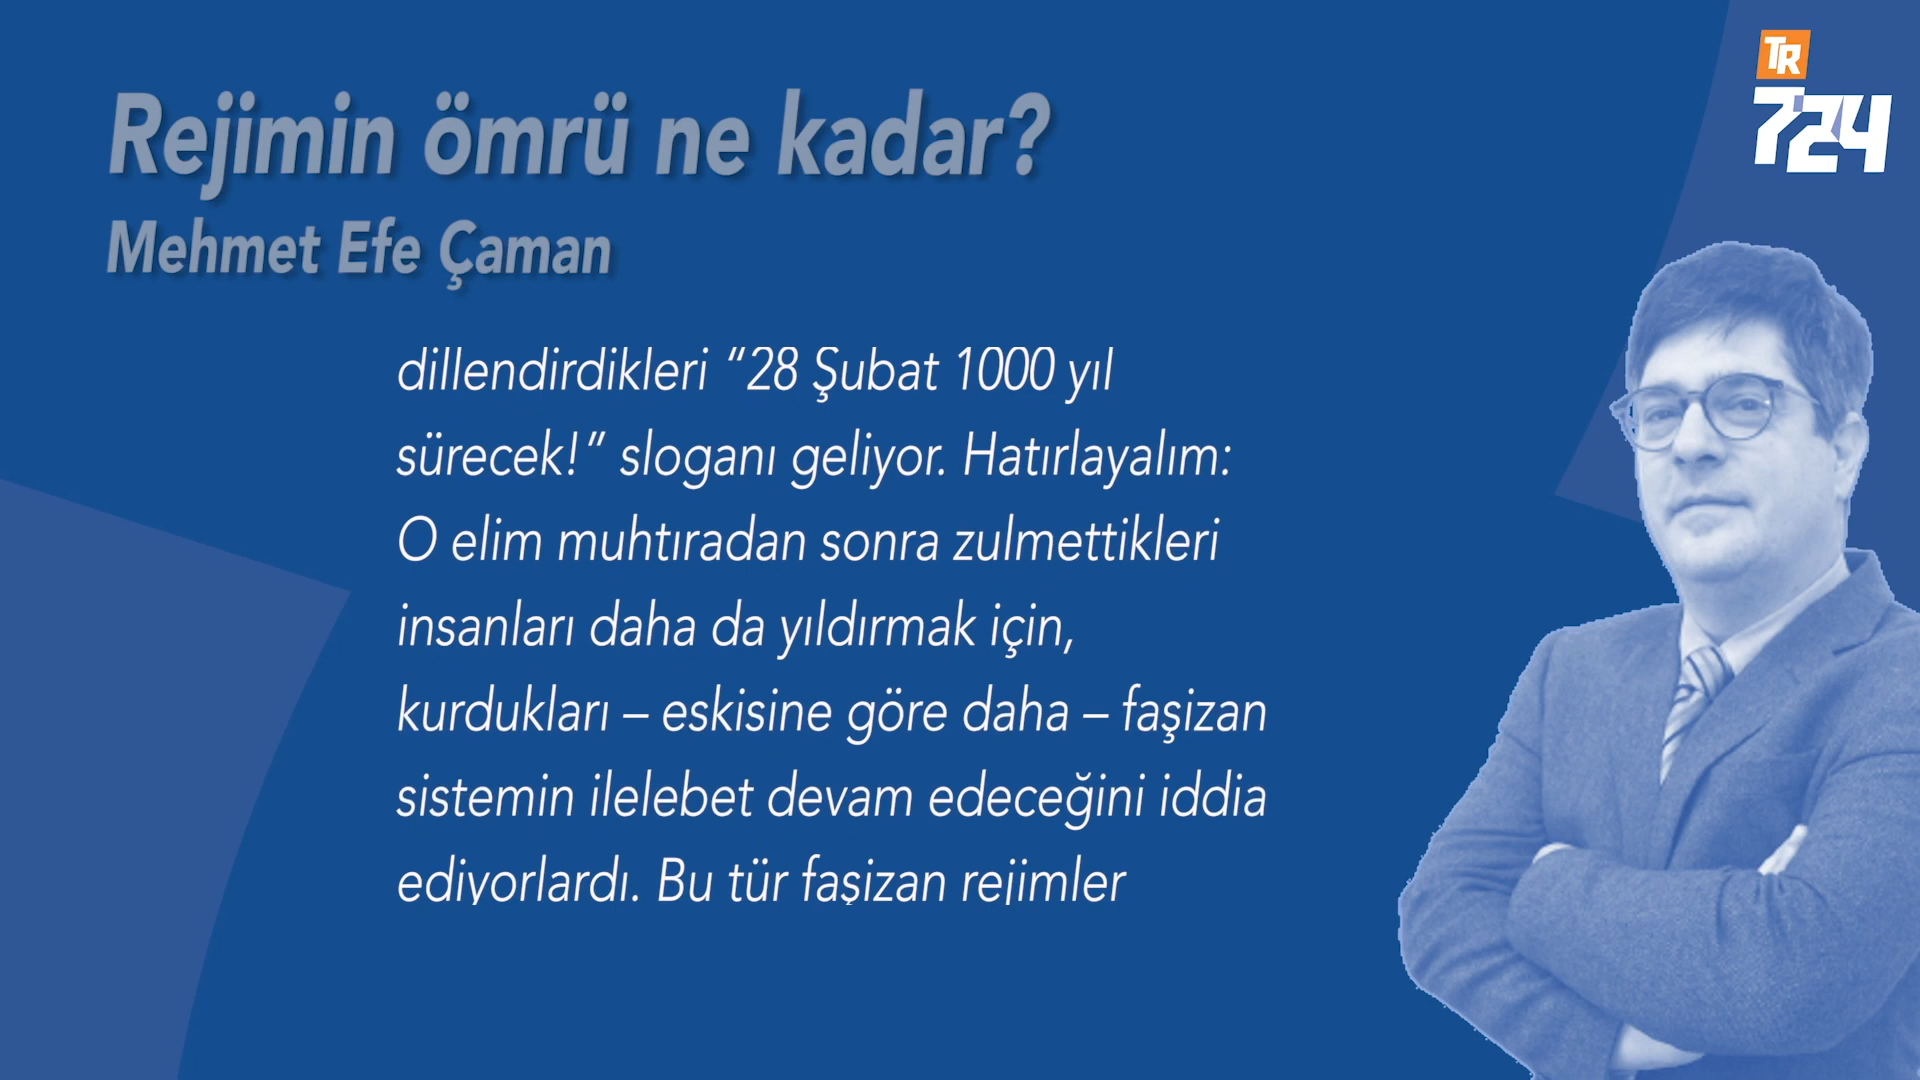 TR
724
Rejimin ömrü ne kadar?
Mehmet Efe Çaman
dillendirdikleri “28 Şubat 1000 yıl
sürecek!” sloganı geliyor. Hatırlayalım:
O elim muhtıradan sonra zulmettikleri
insanları daha da yıldırmak için,
kurdukları – eskisine göre daha – faşizan
sistemin ilelebet devam edeceğini iddia
ediyorlardı. Bu tür faşizan rejimler